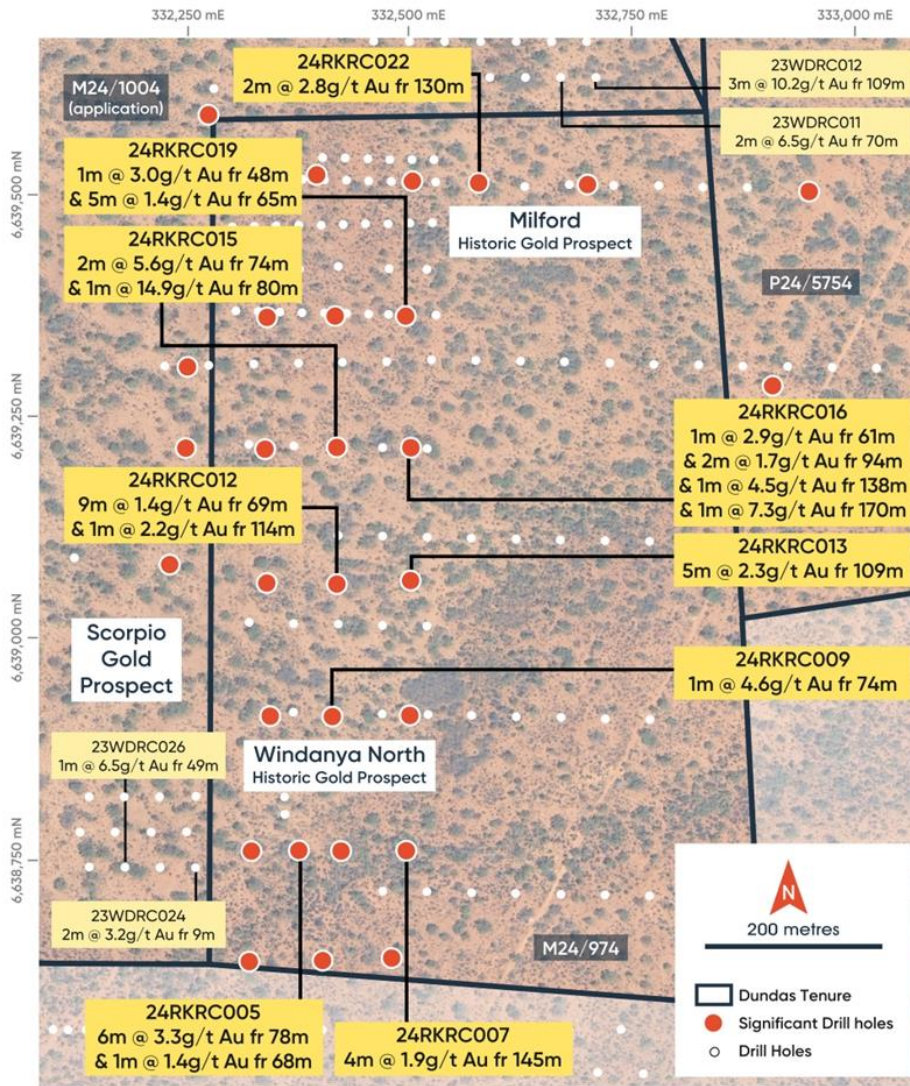 332,250 mE
332,500 mE
332,750 mE
333,000 mE
6,639,500 mN
6,639,250 mN
6,639,000 mN
6,638,750 mN
M24/1004
(application)
24RKRC022
2m @ 2.8g/t Au fr 130m
23WDRC012
3m @ 10.2g/t Au fr 109m
23WDRC011
2m @ 6.5g/t Au fr 70m
24RKRC019
1m @ 3.0g/t Au fr 48m
& 5m @ 1.4g/t Au fr 65m
Milford
Historic Gold Prospect
24RKRC015
2m @ 5.6g/t Au fr 74m
& 1m @ 14.9g/t Au fr 80m
P24/5754
24RKRC016
1m @ 2.9g/t Au fr 61m
& 2m @ 1.7g/t Au fr 94m
& 1m @ 4.5g/t Au fr 138m
& 1m @ 7.3g/t Au fr 170m
24RKRC012
9m @ 1.4g/t Au fr 69m
& 1m @ 2.2g/t Au fr 114m
24RKRC013
5m @ 2.3g/t Au fr 109m
Scorpio
Gold
Prospect
24RKRC009
1m @ 4.6g/t Au fr 74m
Windanya North
Historic Gold Prospect
23WDRC026
1m @ 6.5g/t Au fr 49m
23WDRC024
2m @ 3.2g/t Au fr 9m
M24/974
24RKRC005
6m @ 3.3g/t Au fr 78m
& 1m @ 1.4g/t Au fr 68m
24RKRC007
4m @ 1.9g/t Au fr 145m
N
200 metres
Dundas Tenure
Significant Drill holes
Drill Holes